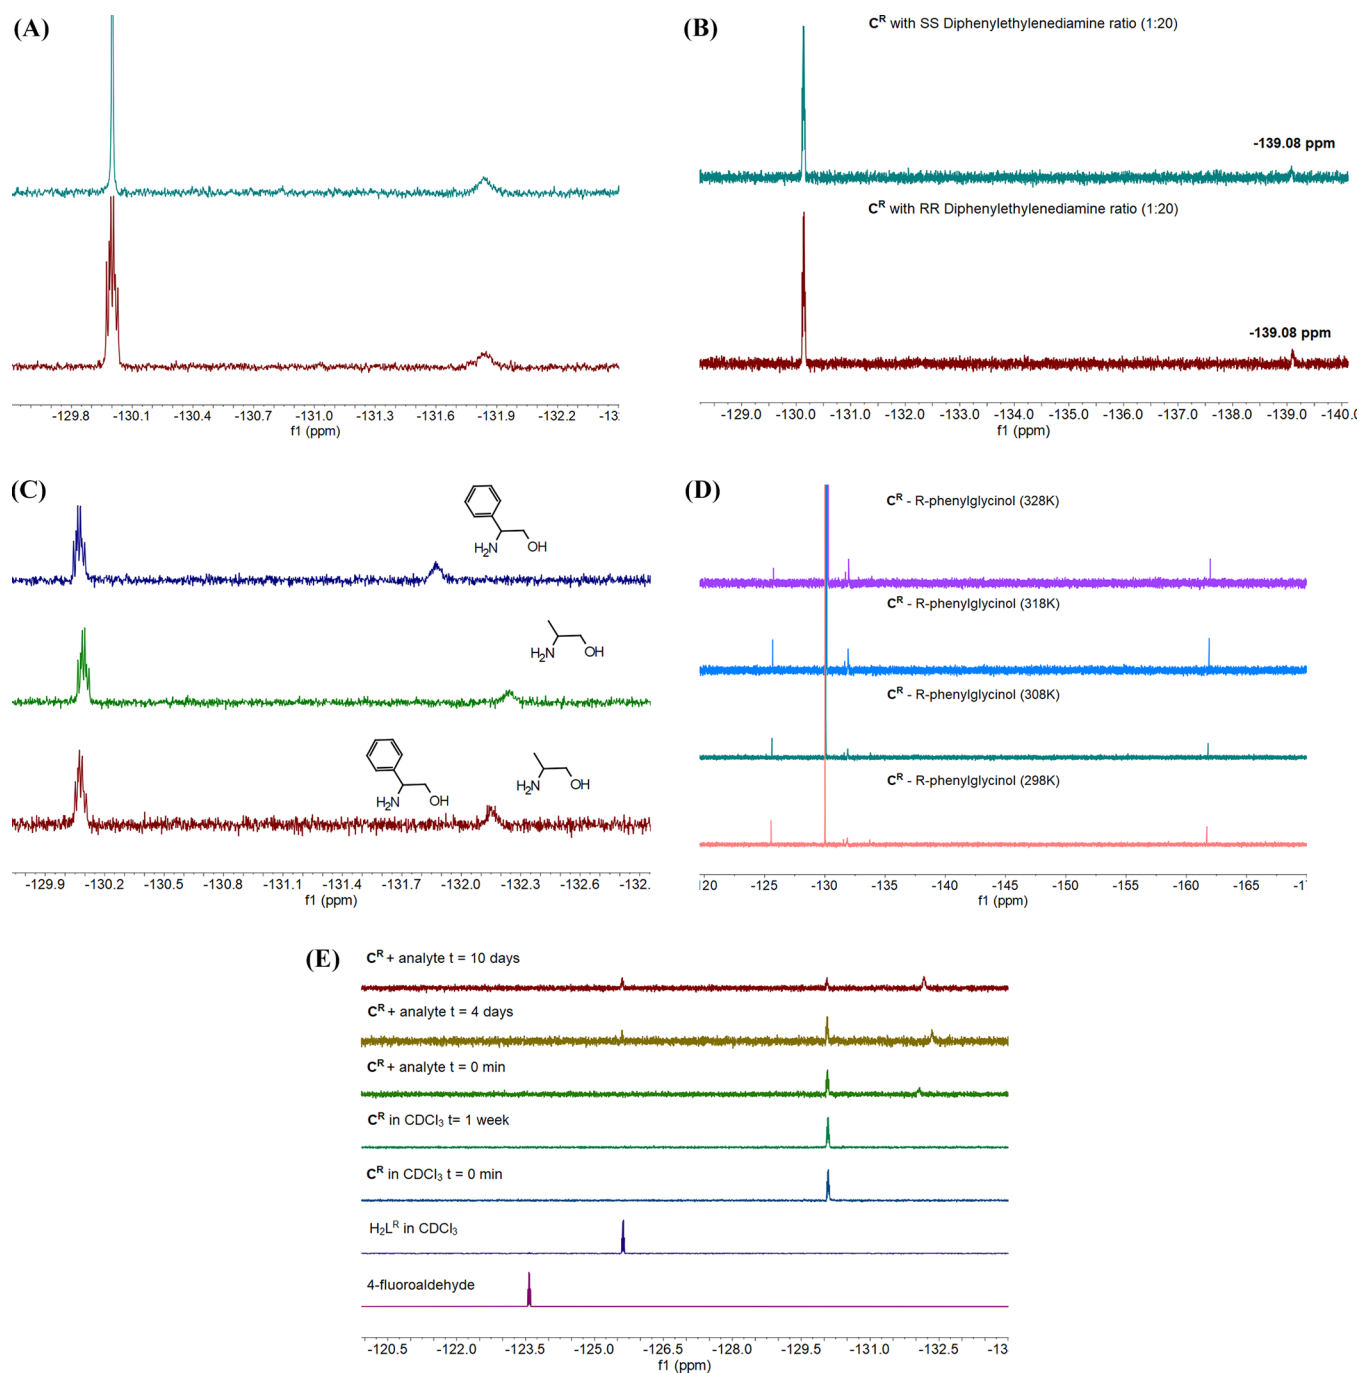 (A)
-129.8 -130.1 -130.4 -130.7 -131.0 -131.3 -131.6 -131.9 -132.2 -13
f1 (ppm)
(B)
C^R with SS Diphenylethylenediamine ratio (1:20)
-139.08 ppm
C^R with RR Diphenylethylenediamine ratio (1:20)
-139.08 ppm
-129.0 -130.0 -131.0 -132.0 -133.0 -134.0 -135.0 -136.0 -137.0 -138.0 -139.0 -140.0
f1 (ppm)
(C)
H₂N OH
H₂N OH
H₂N OH H₂N OH
-129.9 -130.2 -130.5 -130.8 -131.1 -131.4 -131.7 -132.0 -132.3 -132.6 -132.
f1 (ppm)
(D)
C^R - R-phenylglycinol (328K)
C^R - R-phenylglycinol (318K)
C^R - R-phenylglycinol (308K)
C^R - R-phenylglycinol (298K)
20 -125 -130 -135 -140 -145 -150 -155 -160 -165 -1
f1 (ppm)
(E)
C^R + analyte t = 10 days
C^R + analyte t = 4 days
C^R + analyte t = 0 min
C^R in CDCl₃ t= 1 week
C^R in CDCl₃ t = 0 min
H₂L^R in CDCl₃
4-fluoroaldehyde
-120.5 -122.0 -123.5 -125.0 -126.5 -128.0 -129.5 -131.0 -132.5 -13
f1 (ppm)